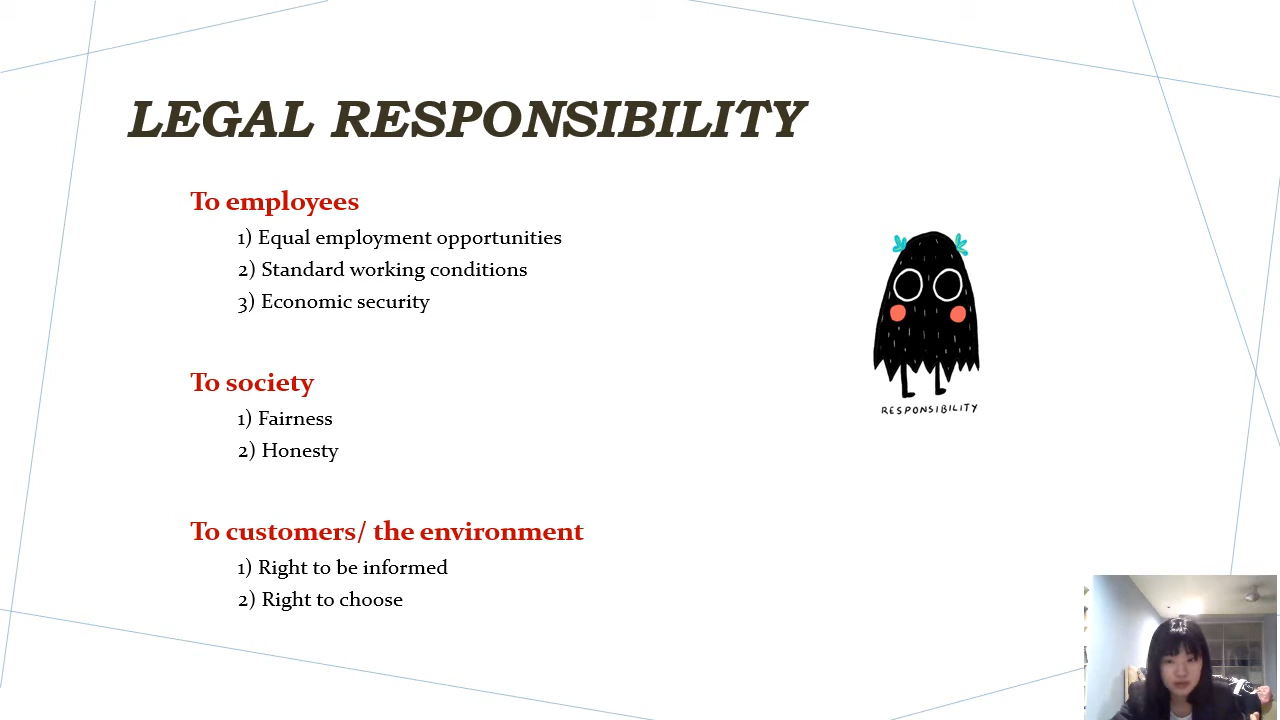 LEGAL RESPONSIBILITY
To employees
1) Equal employment opportunities
2) Standard working conditions
3) Economic security
To society
1) Fairness
2) Honesty
To customers/ the environment
1) Right to be informed
2) Right to choose
RESPONSIBILITY